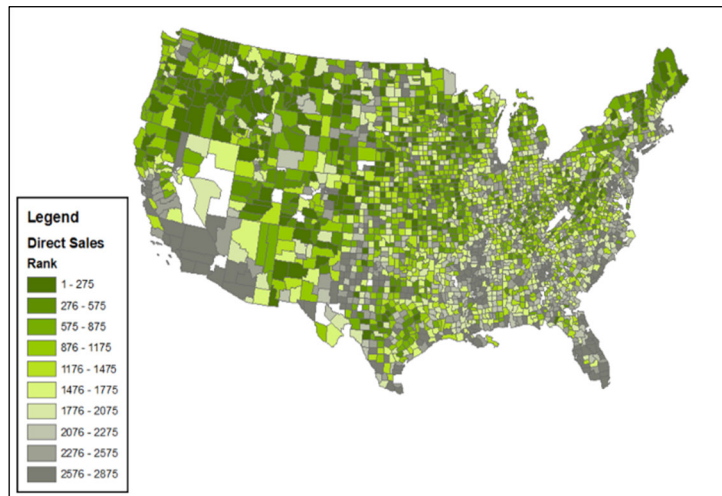 Legend
Direct Sales
Rank
1 - 275
276 - 575
575 - 875
876 - 1175
1176 - 1475
1476 - 1775
1776 - 2075
2076 - 2275
2276 - 2575
2576 - 2875